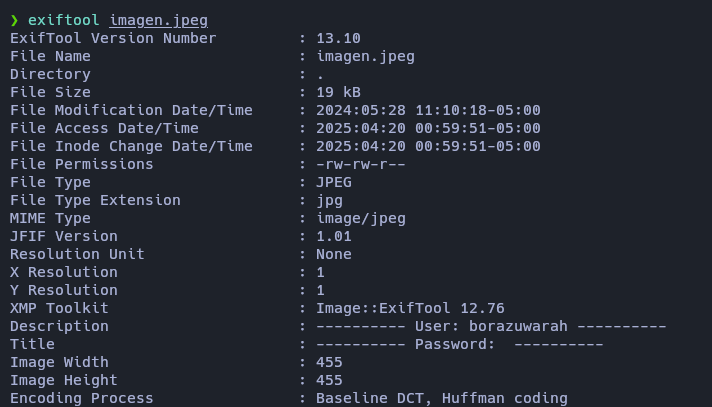 ❯ exiftool imagen.jpeg
ExifTool Version Number         : 13.10
File Name                       : imagen.jpeg
Directory                       : .
File Size                       : 19 kB
File Modification Date/Time     : 2024:05:28 11:10:18-05:00
File Access Date/Time           : 2025:04:20 00:59:51-05:00
File Inode Change Date/Time     : 2025:04:20 00:59:51-05:00
File Permissions                : -rw-rw-r--
File Type                       : JPEG
File Type Extension             : jpg
MIME Type                       : image/jpeg
JFIF Version                    : 1.01
Resolution Unit                 : None
X Resolution                    : 1
Y Resolution                    : 1
XMP Toolkit                     : Image::ExifTool 12.76
Description                     : ---------- User: borazuwarah ----------
Title                           : ---------- Password:  ----------
Image Width                     : 455
Image Height                    : 455
Encoding Process                : Baseline DCT, Huffman coding